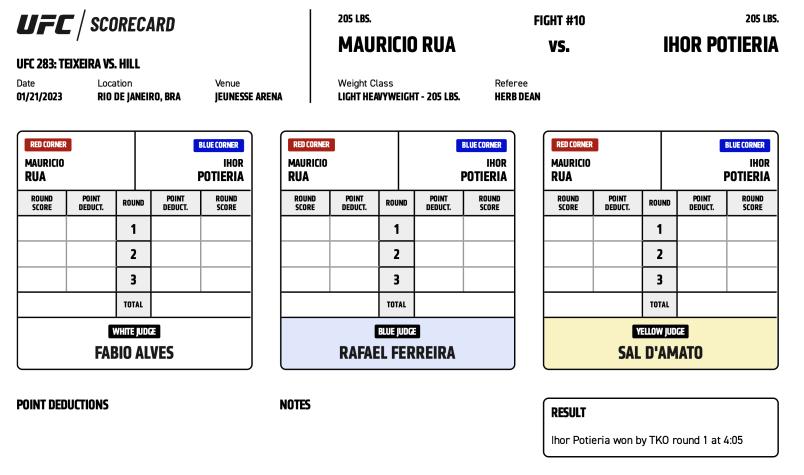 UFC SCORECARD
UFC 283: TEIXEIRA VS. HILL
Date Location Venue
01/21/2023 RIO DE JANEIRO, BRA JEUNESSE ARENA
205 LBS. FIGHT #10 205 LBS.
MAURICIO RUA VS. IHOR POTIERIA
Weight Class Referee
LIGHT HEAVYWEIGHT - 205 LBS. HERB DEAN
RED CORNER BLUE CORNER
MAURICIO IHOR
RUA POTIERIA
ROUND SCORE POINT DEDUCT. ROUND POINT DEDUCT. ROUND SCORE
1
2
3
TOTAL
WHITE JUDGE
FABIO ALVES
RED CORNER BLUE CORNER
MAURICIO IHOR
RUA POTIERIA
ROUND SCORE POINT DEDUCT. ROUND POINT DEDUCT. ROUND SCORE
1
2
3
TOTAL
BLUE JUDGE
RAFAEL FERREIRA
RED CORNER BLUE CORNER
MAURICIO IHOR
RUA POTIERIA
ROUND SCORE POINT DEDUCT. ROUND POINT DEDUCT. ROUND SCORE
1
2
3
TOTAL
YELLOW JUDGE
SAL D'AMATO
POINT DEDUCTIONS
NOTES
RESULT
Ihor Potieria won by TKO round 1 at 4:05